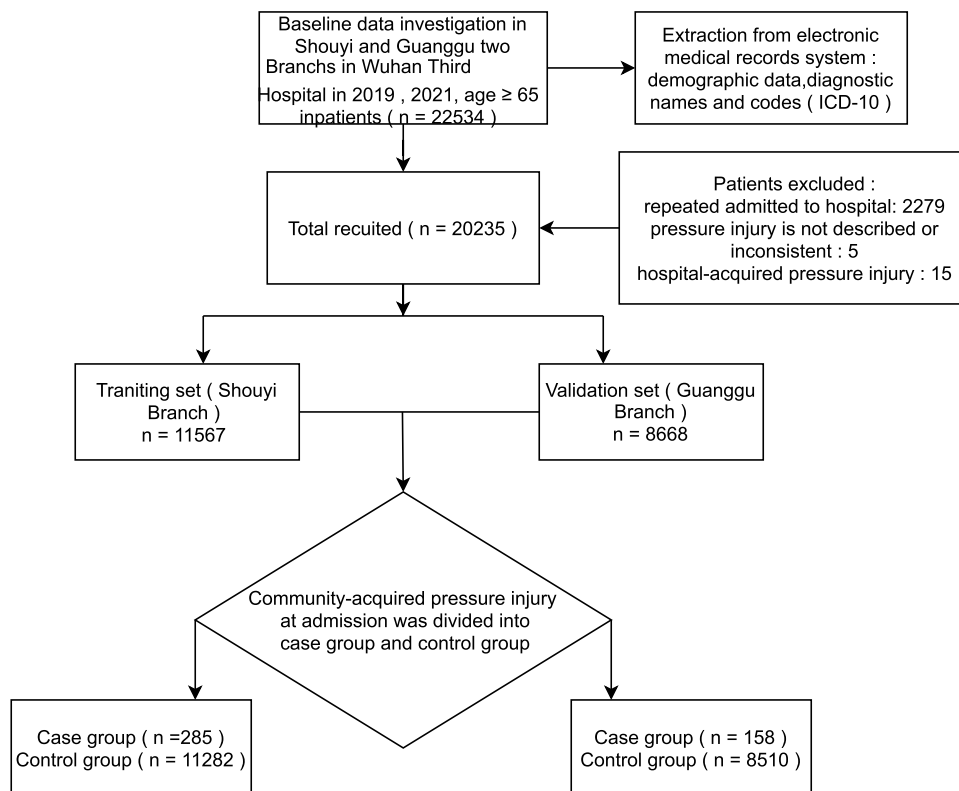 Baseline data investigation in
Shouyi and Guanggu two
Branchs in Wuhan Third
Hospital in 2019 , 2021, age ≥ 65
inpatients ( n = 22534 )
Extraction from electronic
medical records system :
demographic data,diagnostic
names and codes ( ICD-10 )
Total recuited ( n = 20235 )
Patients excluded :
repeated admitted to hospital: 2279
pressure injury is not described or
inconsistent : 5
hospital-acquired pressure injury : 15
Traniting set ( Shouyi
Branch )
n = 11567
Validation set ( Guanggu
Branch )
n = 8668
Community-acquired pressure injury
at admission was divided into
case group and control group
Case group ( n =285 )
Control group ( n = 11282 )
Case group ( n = 158 )
Control group ( n = 8510 )